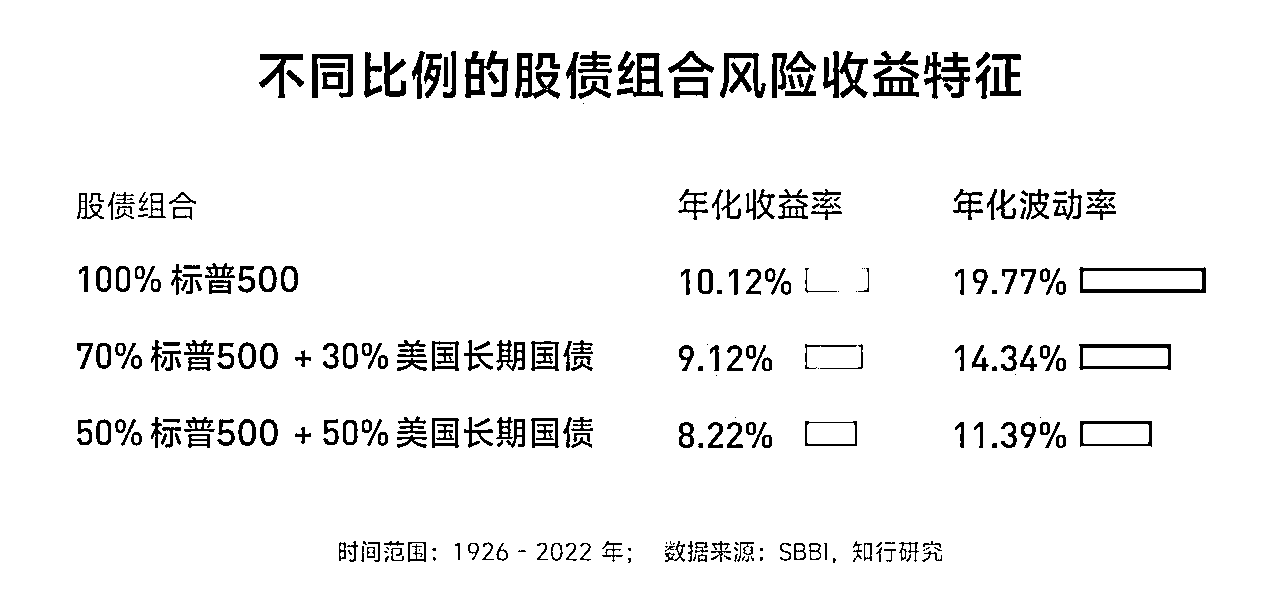 不同比例的股债组合风险收益特征
股债组合 年化收益率 年化波动率
100% 标普500 10.12% 19.77%
70% 标普500 + 30% 美国长期国债 9.12% 14.34%
50% 标普500 + 50% 美国长期国债 8.22% 11.39%
时间范围：1926 - 2022 年； 数据来源：SBBI，知行研究